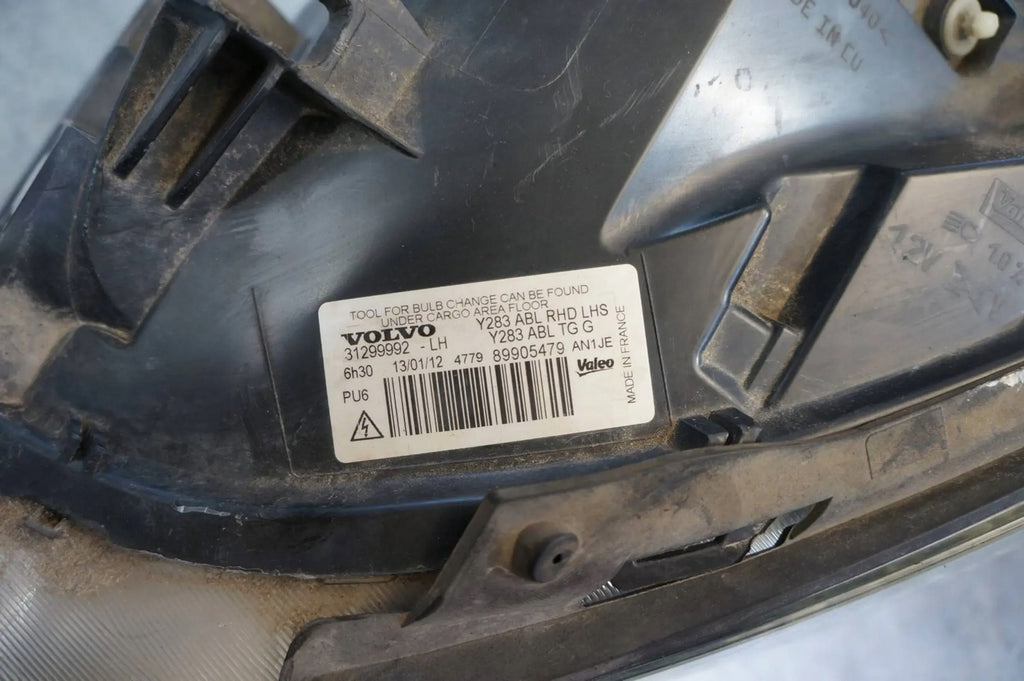 TOOL FOR BULB CHANGE CAN BE FOUND
UNDER CARGO AREA FLOOR
VOLVO Y283 ABL RHD LHS
31299992 - LH Y283 ABL TG G
6h30 13/01/12 4779 89905479 AN1JE
PU6
Valeo
MADE IN FRANCE
12V